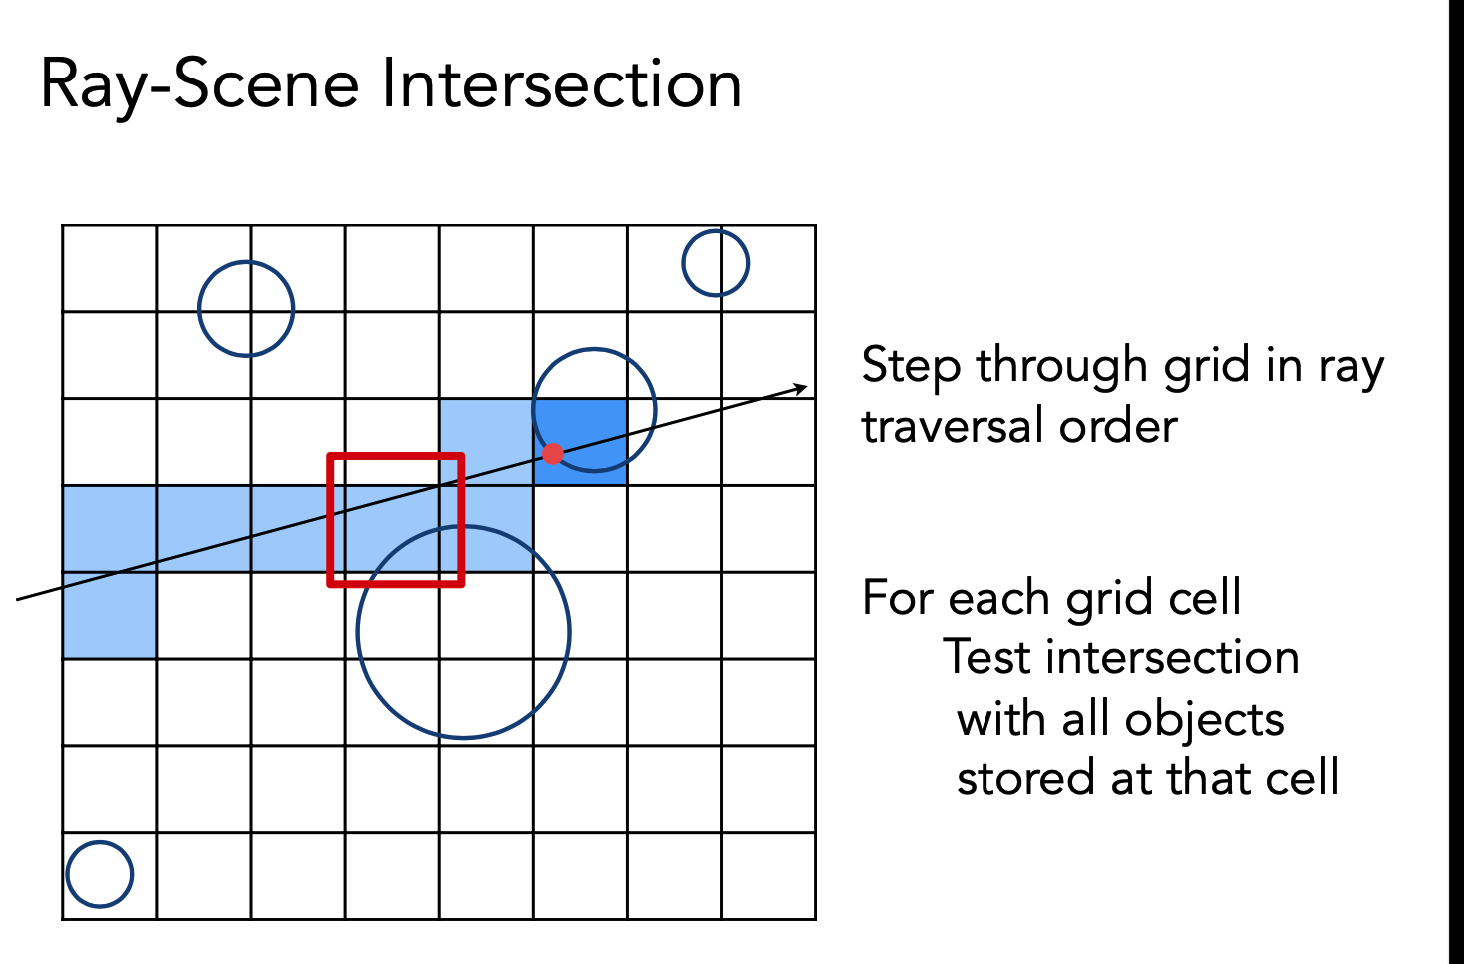 Ray-Scene Intersection
Step through grid in ray
traversal order
For each grid cell
Test intersection
with all objects
stored at that cell